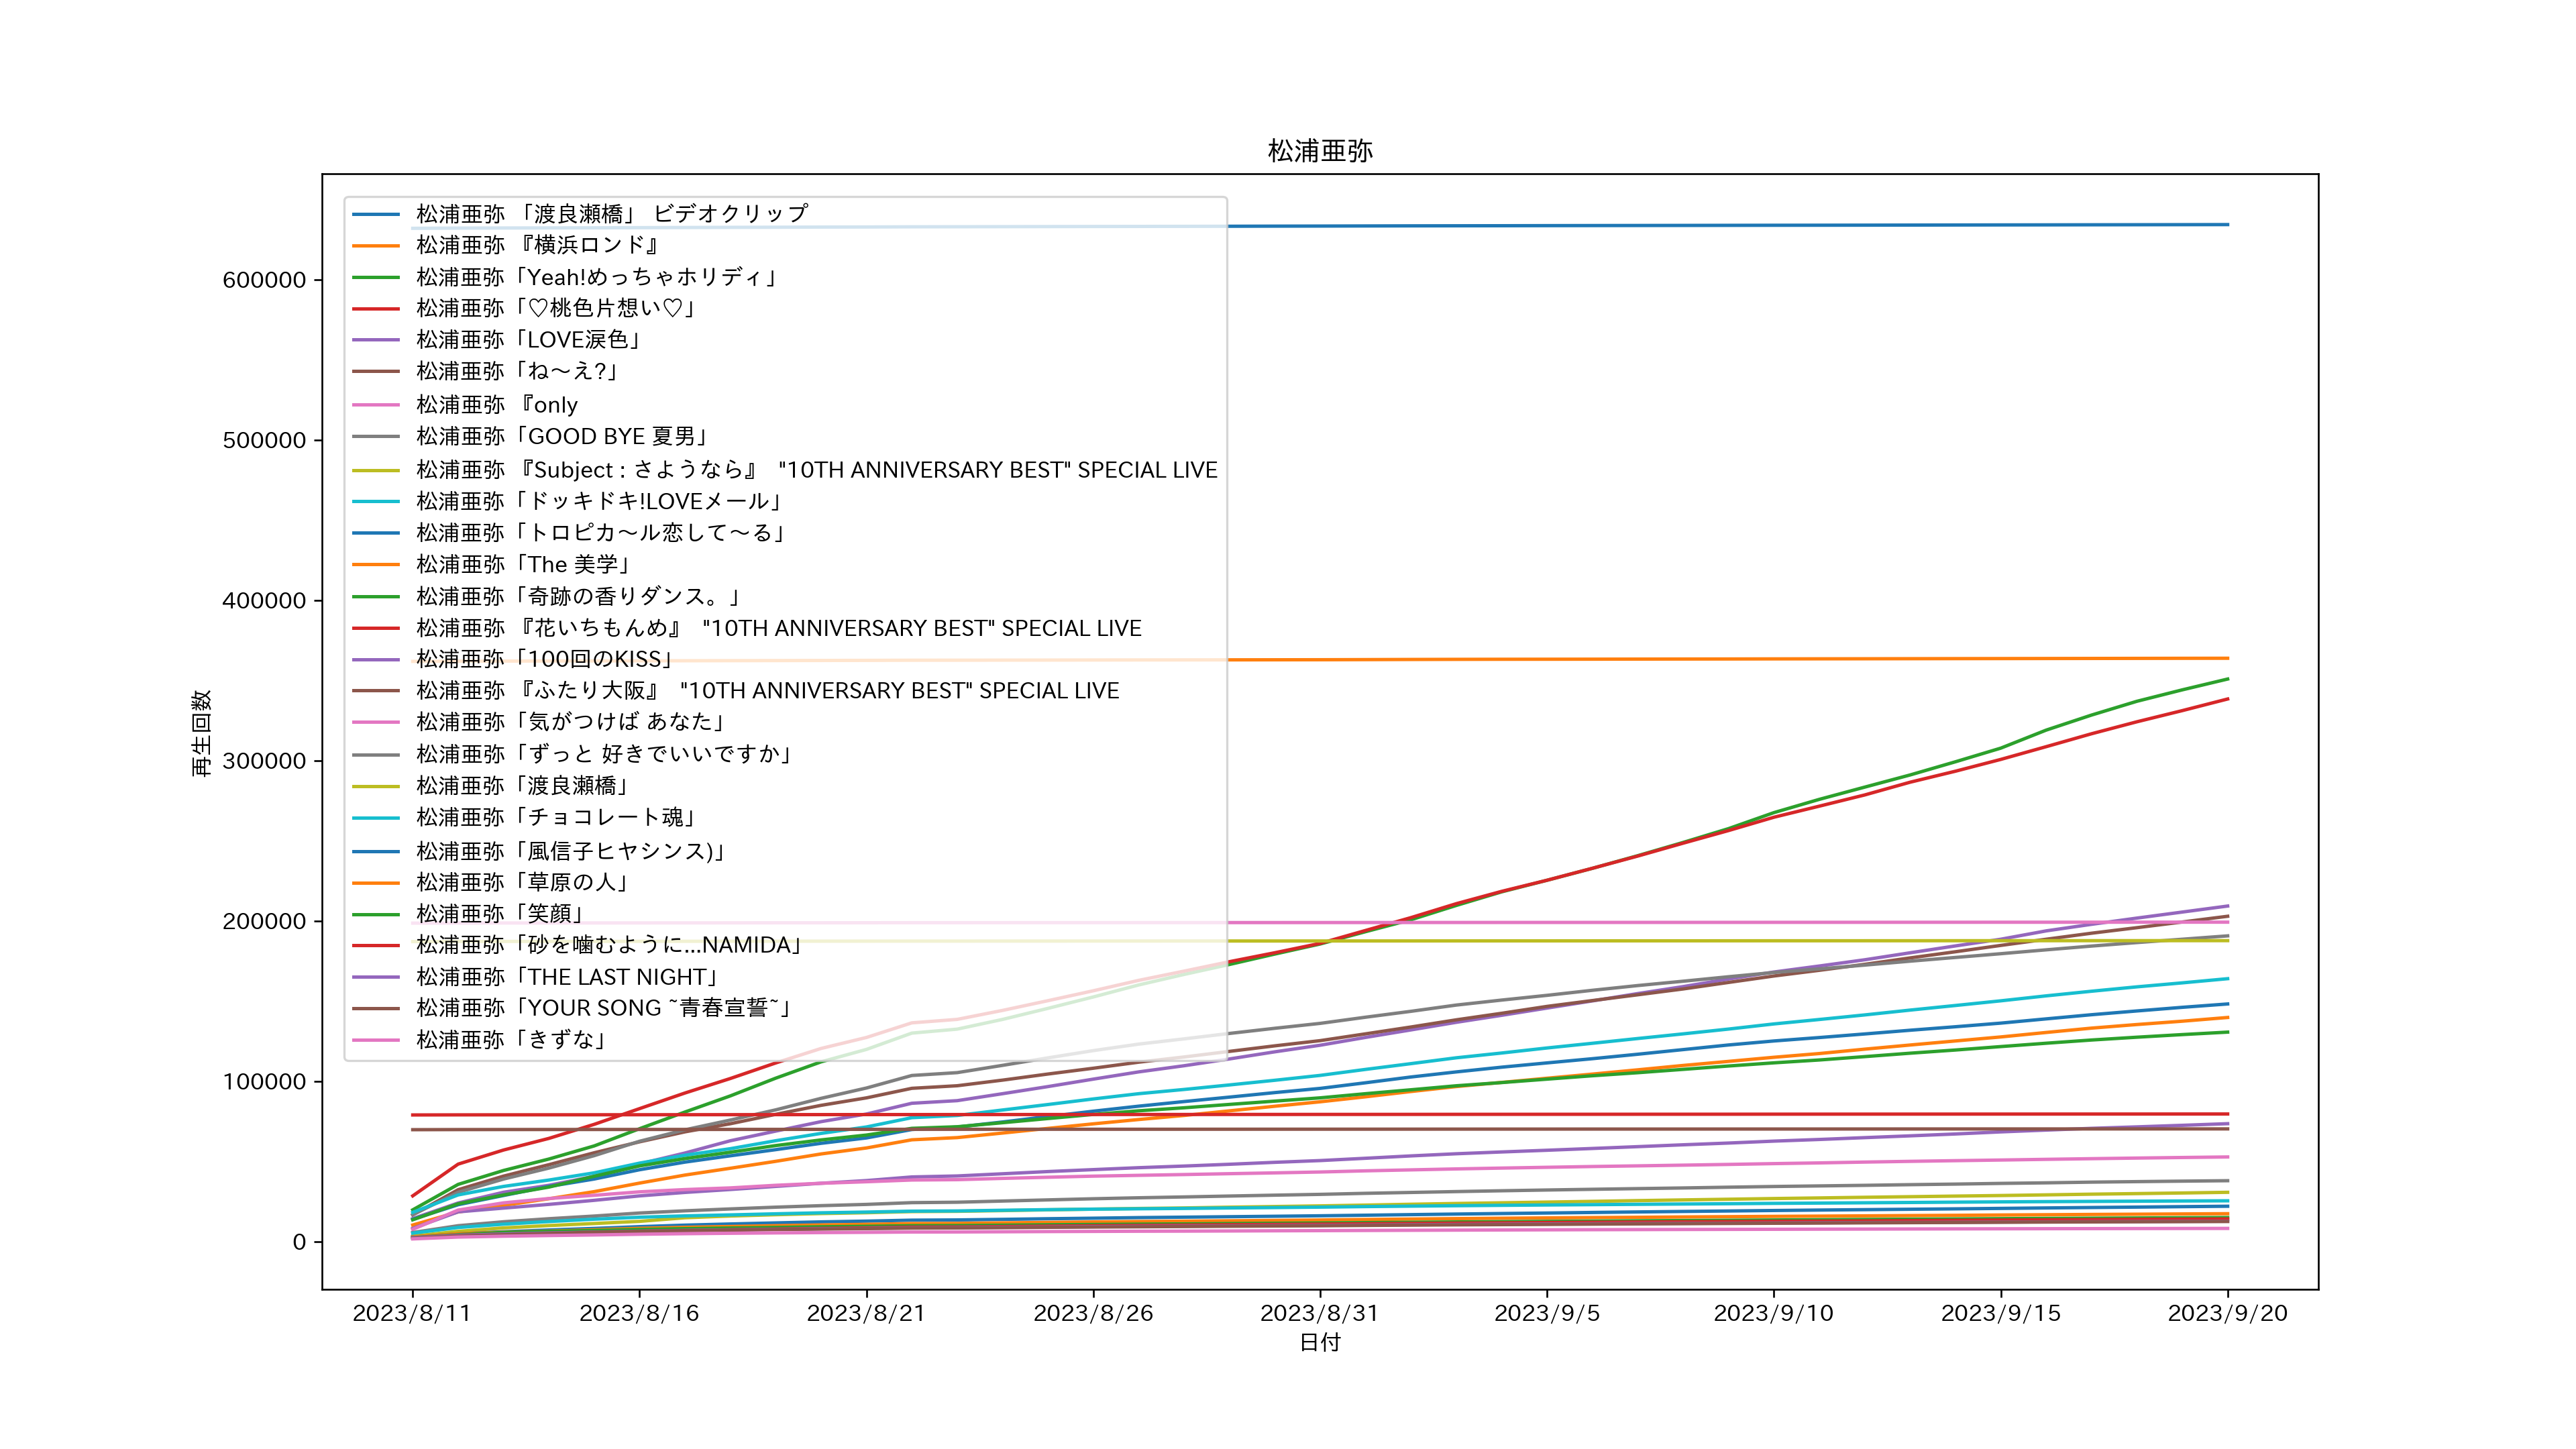 松浦亜弥
松浦亜弥 「渡良瀬橋」 ビデオクリップ
松浦亜弥 『横浜ロンド』
松浦亜弥「Yeah!めっちゃホリディ」
松浦亜弥「♡桃色片想い♡」
松浦亜弥「LOVE涙色」
松浦亜弥「ね〜え?」
松浦亜弥 『only
松浦亜弥「GOOD BYE 夏男」
松浦亜弥 『Subject : さようなら』 "10TH ANNIVERSARY BEST" SPECIAL LIVE
松浦亜弥「ドッキドキ!LOVEメール」
松浦亜弥「トロピカ〜ル恋して〜る」
松浦亜弥「The 美学」
松浦亜弥「奇跡の香りダンス。」
松浦亜弥 『花いちもんめ』 "10TH ANNIVERSARY BEST" SPECIAL LIVE
松浦亜弥「100回のKISS」
松浦亜弥 『ふたり大阪』 "10TH ANNIVERSARY BEST" SPECIAL LIVE
松浦亜弥「気がつけば あなた」
松浦亜弥「ずっと 好きでいいですか」
松浦亜弥「渡良瀬橋」
松浦亜弥「チョコレート魂」
松浦亜弥「風信子ヒヤシンス)」
松浦亜弥「草原の人」
松浦亜弥「笑顔」
松浦亜弥「砂を噛むように...NAMIDA」
松浦亜弥「THE LAST NIGHT」
松浦亜弥「YOUR SONG ~青春宣誓~」
松浦亜弥「きずな」
再生回数
600000
500000
400000
300000
200000
100000
0
2023/8/11 2023/8/16 2023/8/21 2023/8/26 2023/8/31 2023/9/5 2023/9/10 2023/9/15 2023/9/20
日付